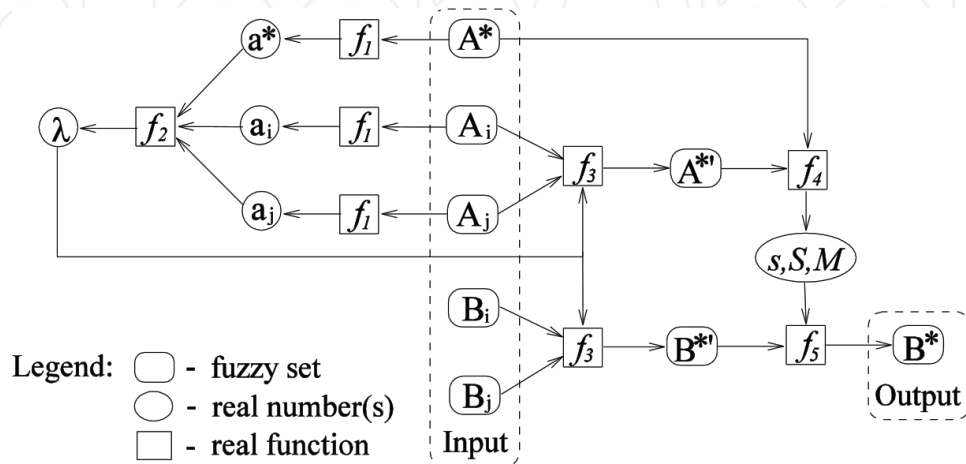 a* f1 A*
λ f2 ai f1 Ai
f3 A*' f4
aj f1 Aj
s,S,M
Bi
f3 B*' f5 B*
Bj
Output
Input
Legend:
- fuzzy set
- real number(s)
- real function